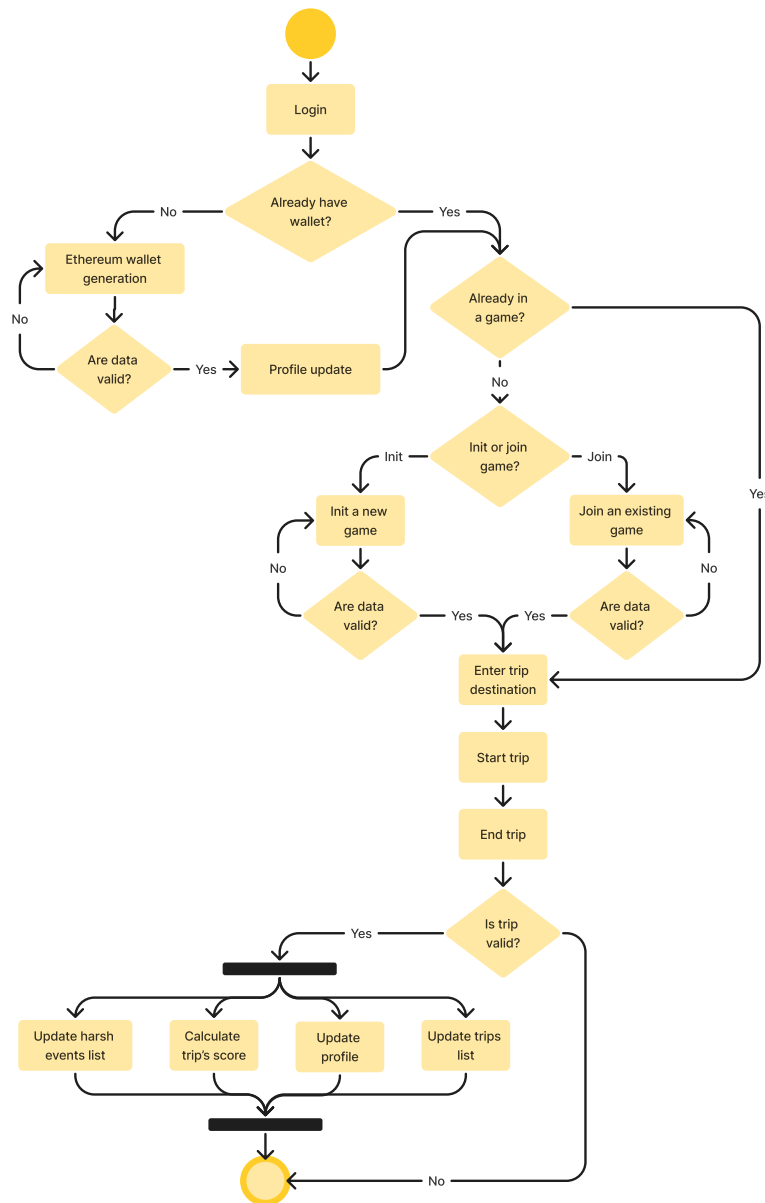 Login
Already have
wallet?
No
Yes
Ethereum wallet
generation
Already in
a game?
No
Are data
valid?
Yes
Profile update
No
Init or join
game?
Init
Join
Yes
Init a new
game
Join an existing
game
No
No
Are data
valid?
Yes
Yes
Are data
valid?
Enter trip
destination
Start trip
End trip
Is trip
valid?
Yes
Update harsh
events list
Calculate
trip's score
Update
profile
Update trips
list
No